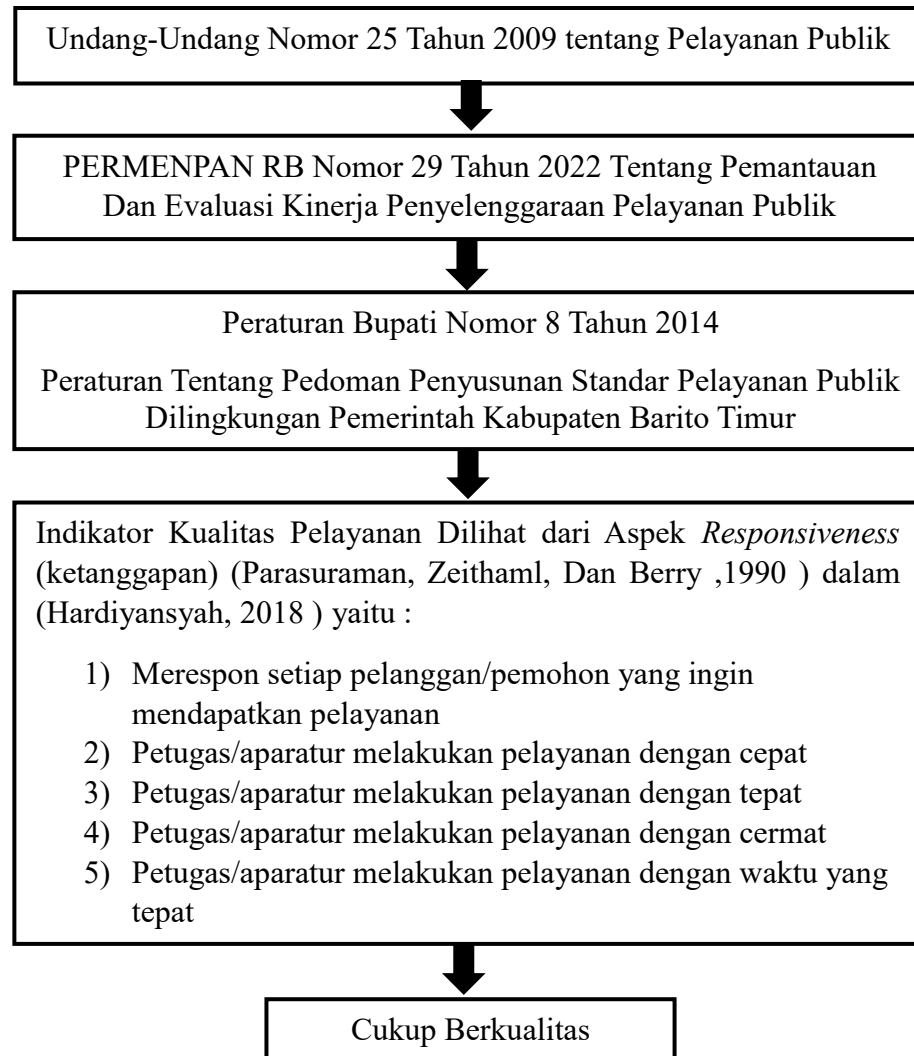 Undang-Undang Nomor 25 Tahun 2009 tentang Pelayanan Publik
PERMENPAN RB Nomor 29 Tahun 2022 Tentang Pemantauan
Dan Evaluasi Kinerja Penyelenggaraan Pelayanan Publik
Peraturan Bupati Nomor 8 Tahun 2014
Peraturan Tentang Pedoman Penyusunan Standar Pelayanan Publik
Dilingkungan Pemerintah Kabupaten Barito Timur
Indikator Kualitas Pelayanan Dilihat dari Aspek Responsiveness
(ketanggapan) (Parasuraman, Zeithaml, Dan Berry ,1990 ) dalam
(Hardiyansyah, 2018 ) yaitu :
1) Merespon setiap pelanggan/pemohon yang ingin
mendapatkan pelayanan
2) Petugas/aparatur melakukan pelayanan dengan cepat
3) Petugas/aparatur melakukan pelayanan dengan tepat
4) Petugas/aparatur melakukan pelayanan dengan cermat
5) Petugas/aparatur melakukan pelayanan dengan waktu yang
tepat
Cukup Berkualitas